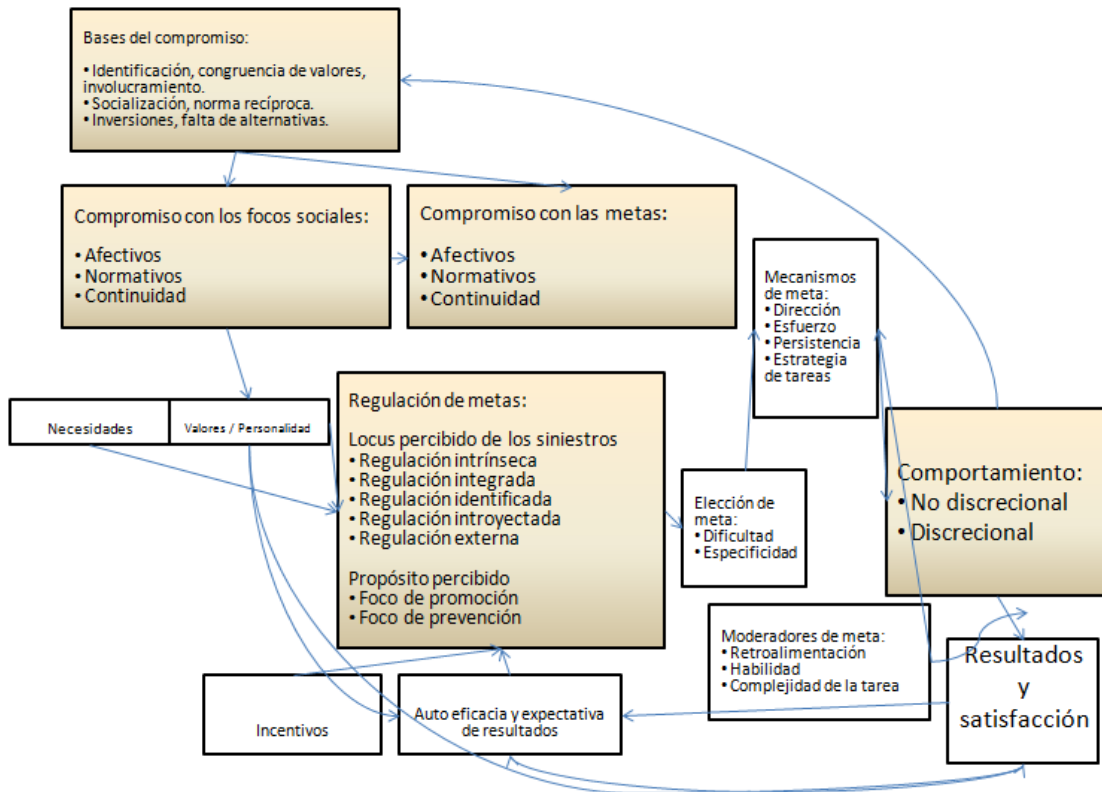 Bases del compromiso:
• Identificación, congruencia de valores,
involucramiento.
• Socialización, norma recíproca.
• Inversiones, falta de alternativas.
Compromiso con los focos sociales:
• Afectivos
• Normativos
• Continuidad
Compromiso con las metas:
• Afectivos
• Normativos
• Continuidad
Mecanismos
de meta:
• Dirección
• Esfuerzo
• Persistencia
• Estrategia
de tareas
Necesidades
Valores / Personalidad
Regulación de metas:
Locus percibido de los siniestros
• Regulación intrínseca
• Regulación integrada
• Regulación identificada
• Regulación introyectada
• Regulación externa
Propósito percibido
• Foco de promoción
• Foco de prevención
Elección de
meta:
• Dificultad
• Especificidad
Comportamiento:
• No discrecional
• Discrecional
Moderadores de meta:
• Retroalimentación
• Habilidad
• Complejidad de la tarea
Resultados
y
satisfacción
Incentivos
Auto eficacia y expectativa
de resultados